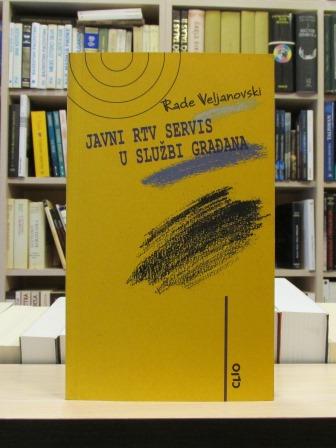 Rade Veljanovski
JAVNI RTV SERVIS
U SLUŽBI GRAĐANA
CLIO